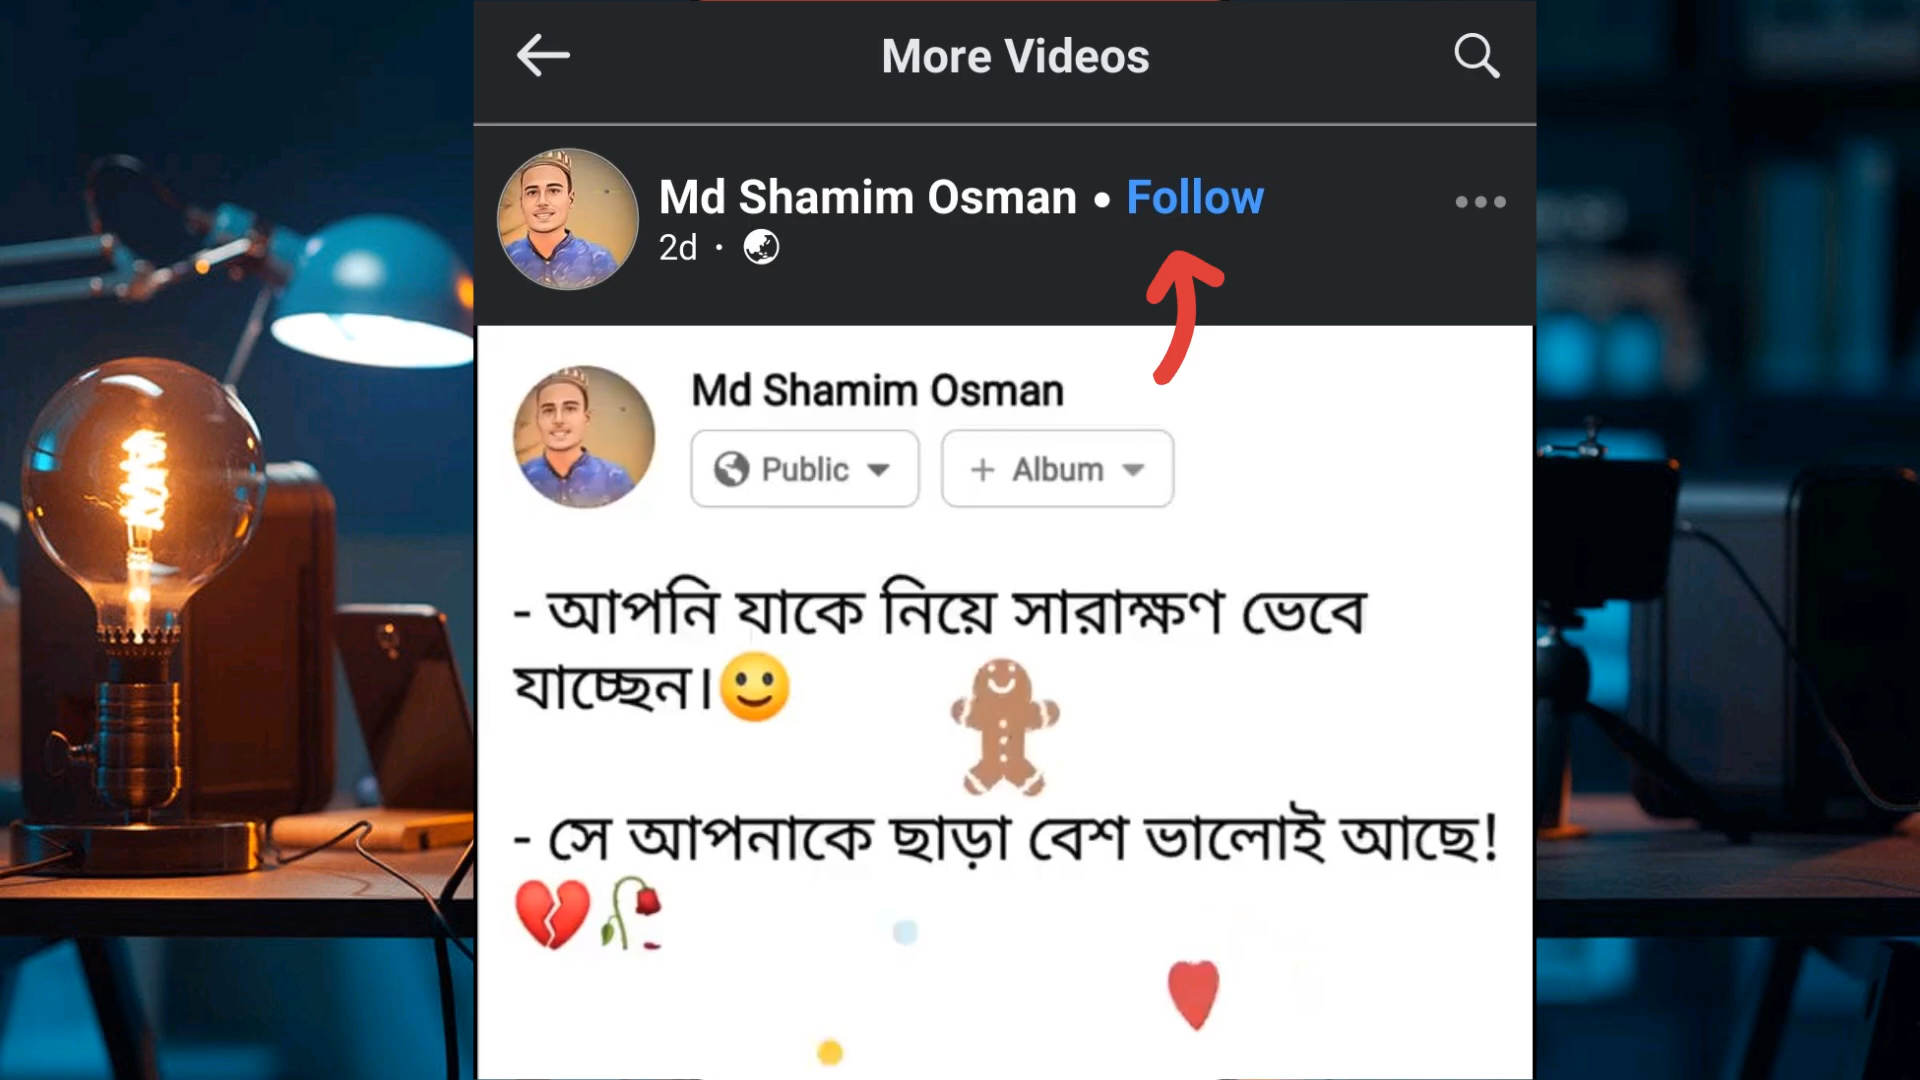 More Videos
Md Shamim Osman • Follow
2d ·
Md Shamim Osman
Public
+ Album
- আপনি যাকে নিয়ে সারাক্ষণ ভেবে
যাচ্ছেন।🙂
- সে আপনাকে ছাড়া বেশ ভালোই আছে!
💔🥀